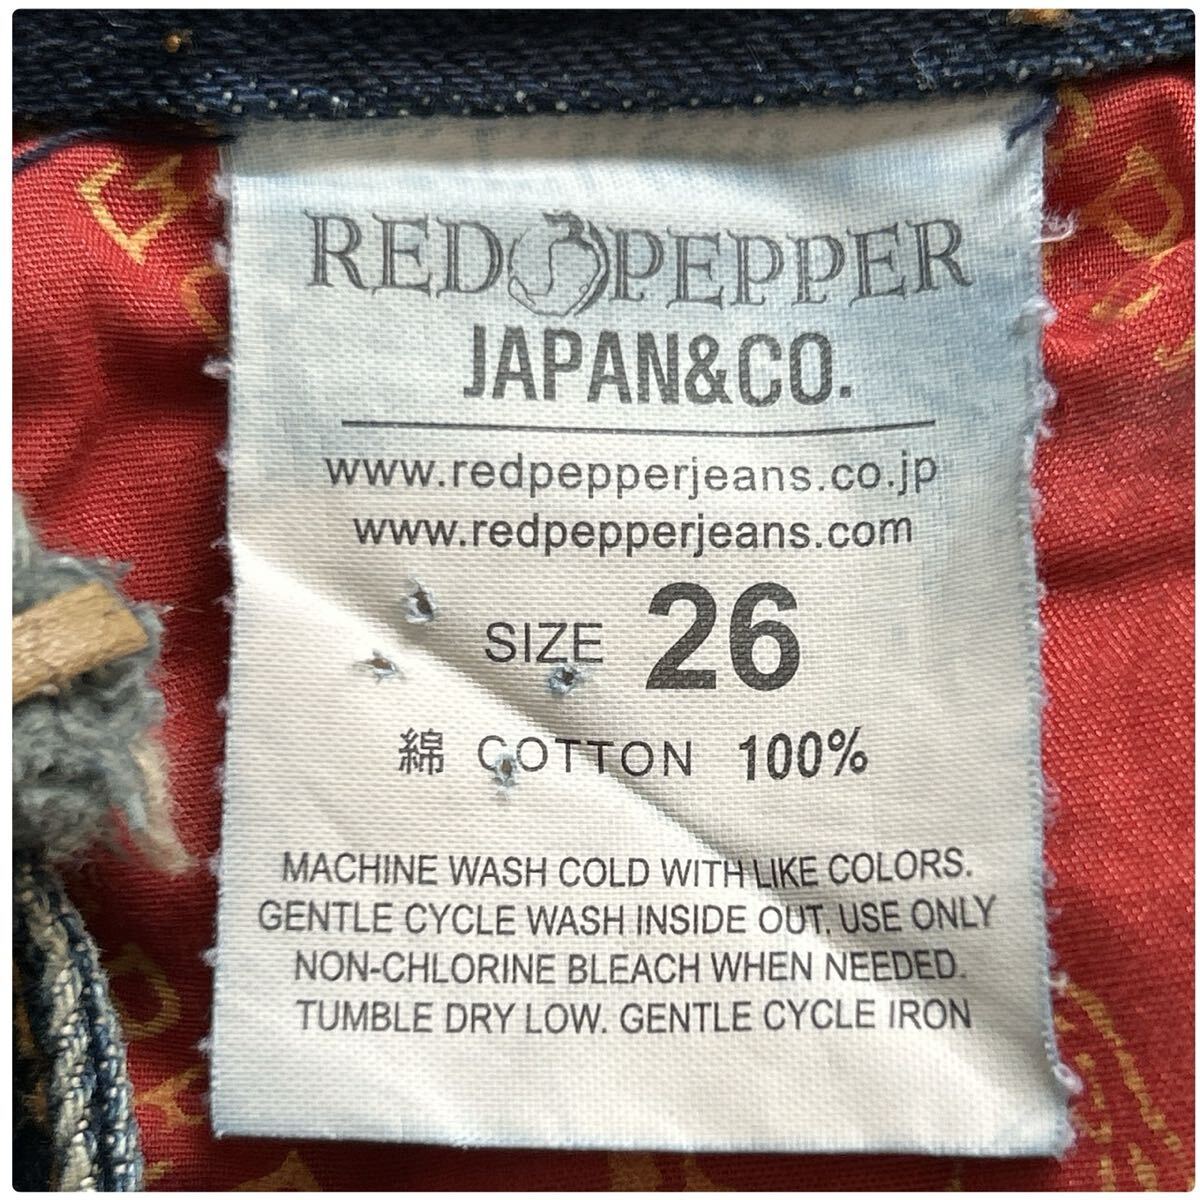 RED PEPPER
JAPAN&CO.
www.redpepperjeans.co.jp
www.redpepperjeans.com
SIZE 26
綿 COTTON 100%
MACHINE WASH COLD WITH LIKE COLORS.
GENTLE CYCLE WASH INSIDE OUT. USE ONLY
NON-CHLORINE BLEACH WHEN NEEDED.
TUMBLE DRY LOW. GENTLE CYCLE IRON